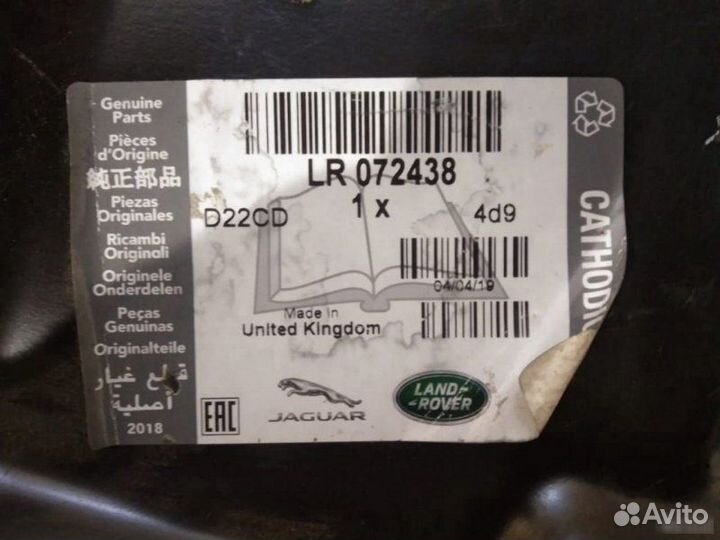 Genuine
Parts
Pièces
d'Origine
純正部品
Piezas
Originales
Ricambi
Originali
Originele
Onderdelen
Peças
Genuinas
Originalteile
قطع غيار
أصلية
2018
LR 072438
1 x
D22CD
4d9
04/04/19
Made in
United Kingdom
EAC
JAGUAR
LAND-
-ROVER
CATHODIC
Avito